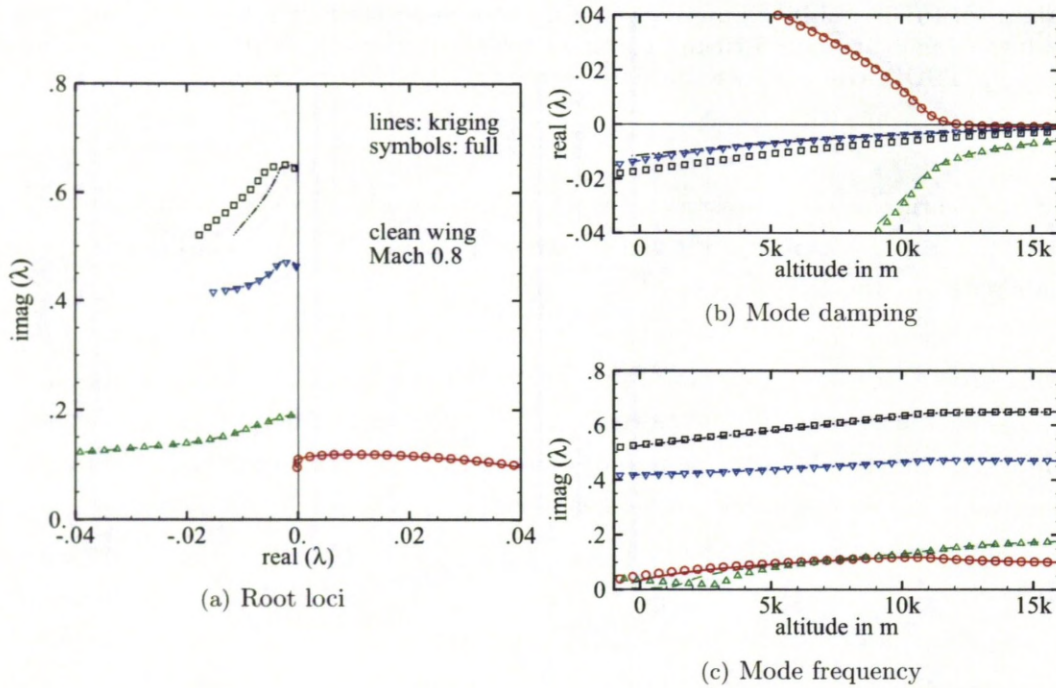 .8
.6
.4
.2
0.
imag (λ)
lines: kriging
symbols: full
clean wing
Mach 0.8
-.04
-.02
0.
.02
.04
real (λ)
(a) Root loci
.04
.02
0
-.02
-.04
real (λ)
0
5k
10k
15k
altitude in m
(b) Mode damping
.8
.6
.4
.2
0
imag (λ)
0
5k
10k
15k
altitude in m
(c) Mode frequency